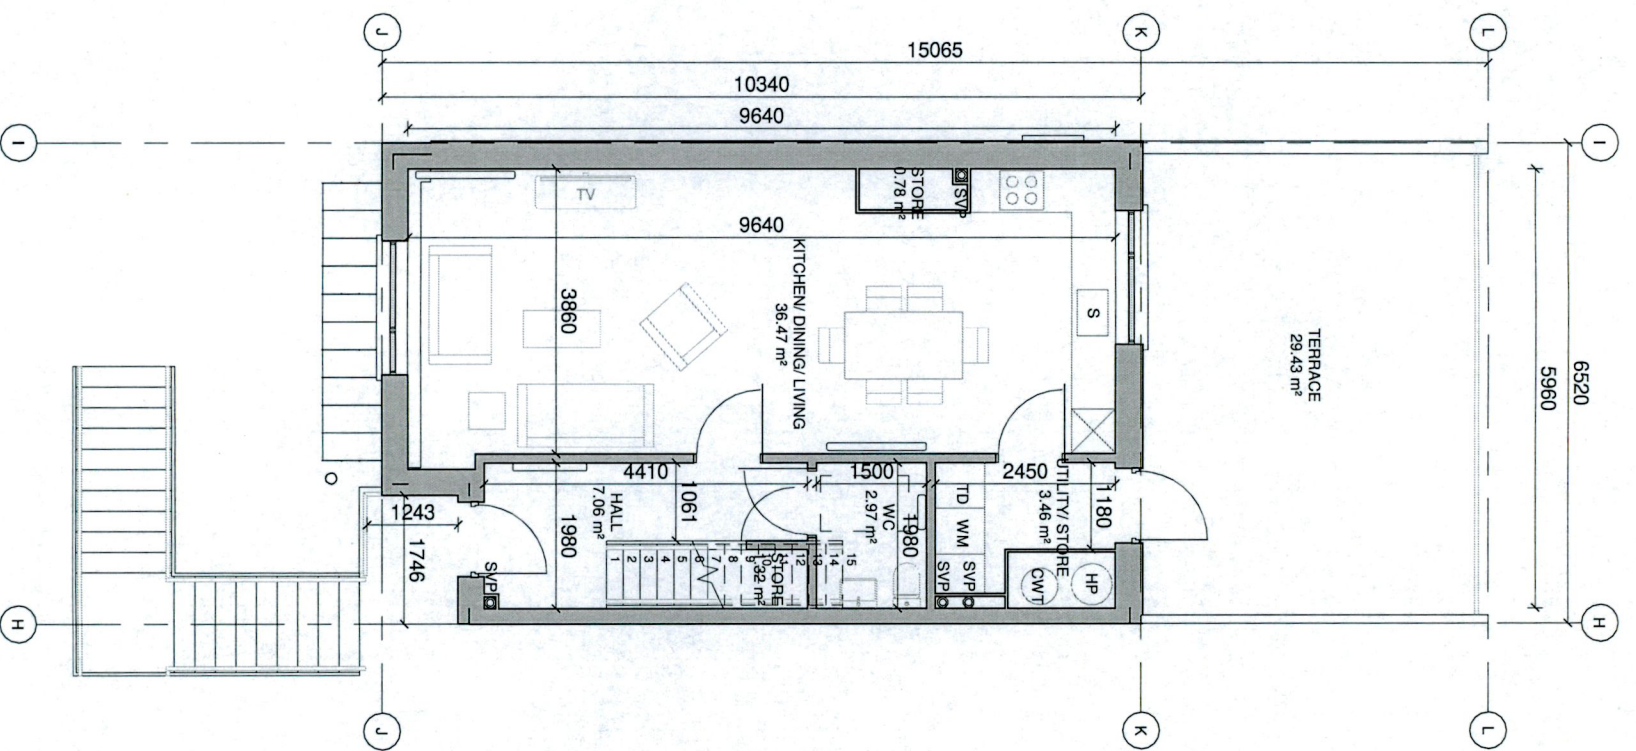 J
K
L
15065
10340
9640
I
I
STORE
0.78 m²
SVP
TV
9640
KITCHEN/ DINING/ LIVING
36.47 m²
3860
S
TERRACE
29.43 m²
5960
6520
4410
1500
2450
1243
1746
1980
HALL
7.06 m²
1061
WC
2.97 m²
1980
TD
WM
UTILITY/ STORE
3.46 m²
1180
SVP
1
2
3
4
5
6
7
8
9
10
11
12
13
14
15
STORE
SVP
SVP
CWT
HP
H
H
J
K
L